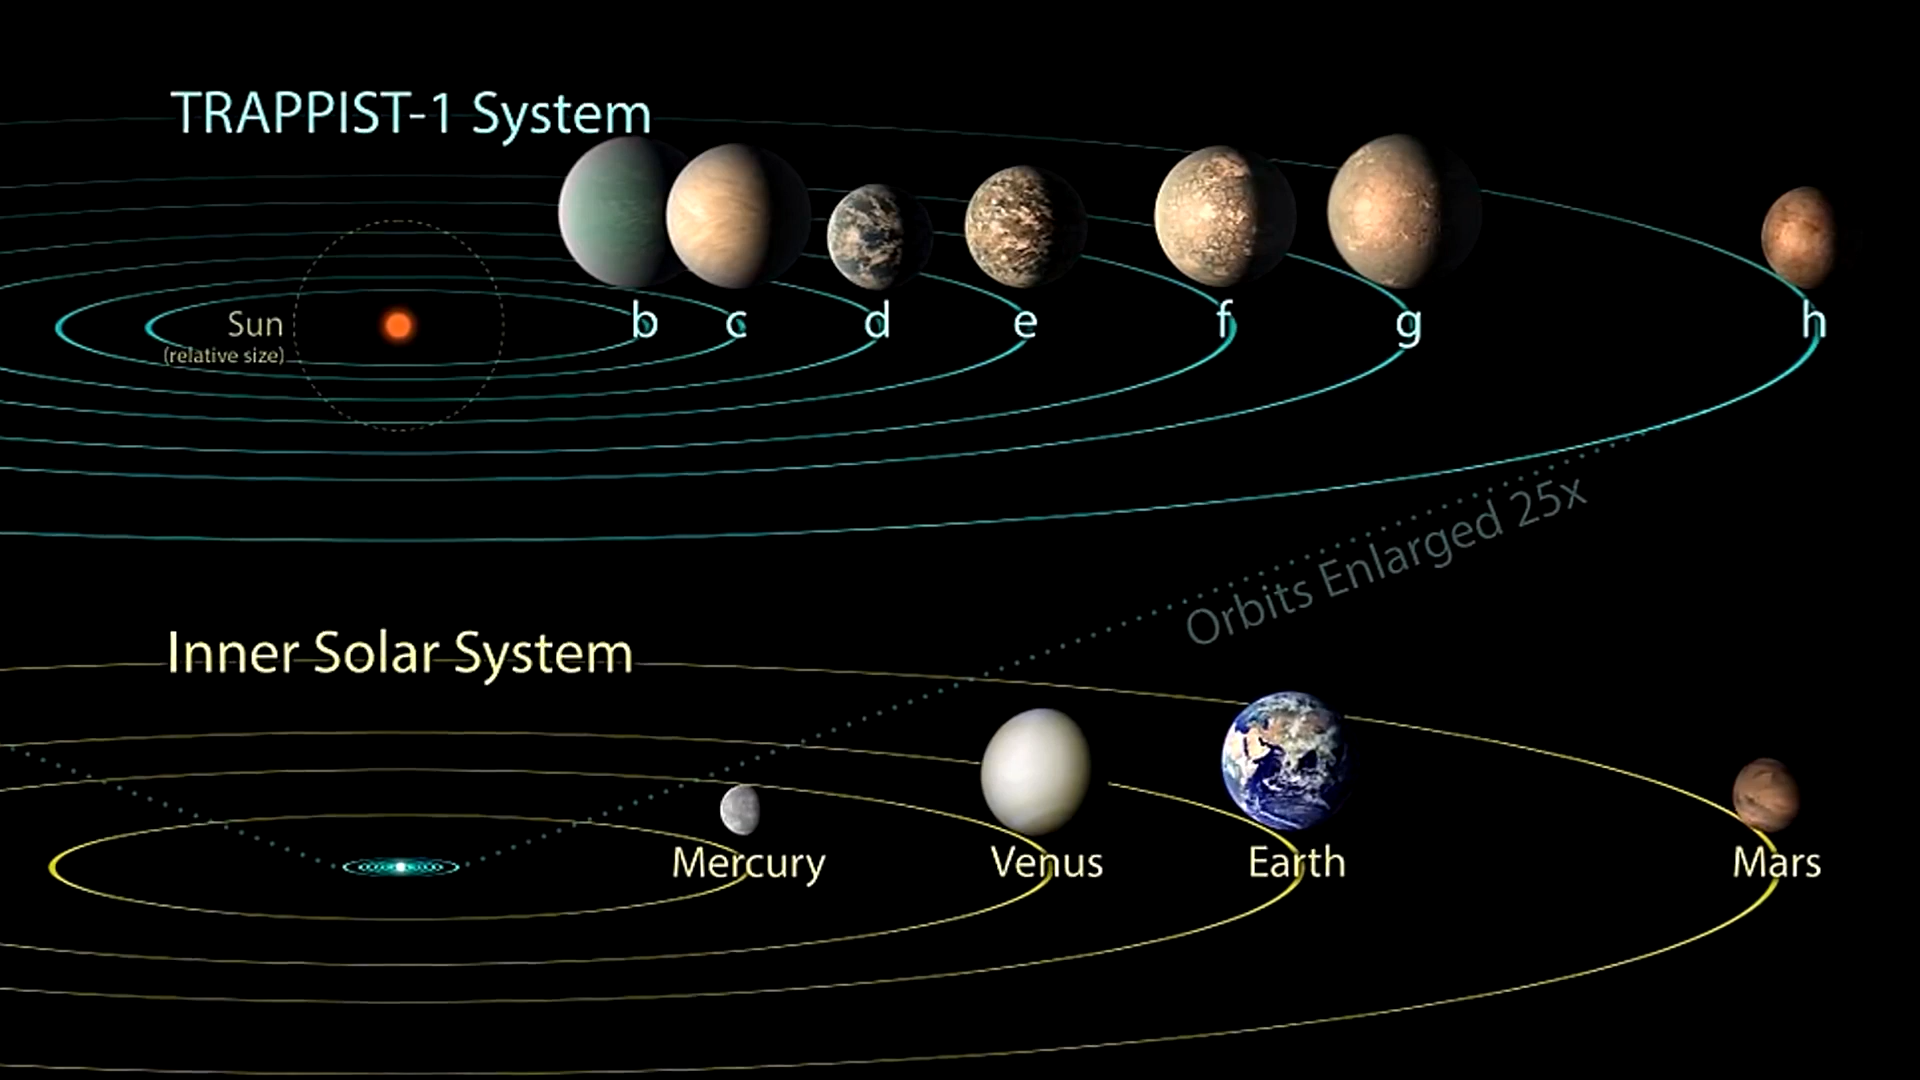 TRAPPIST-1 System
Sun
(relative size)
b
c
d
e
f
g
h
Orbits Enlarged 25x
Inner Solar System
Mercury
Venus
Earth
Mars